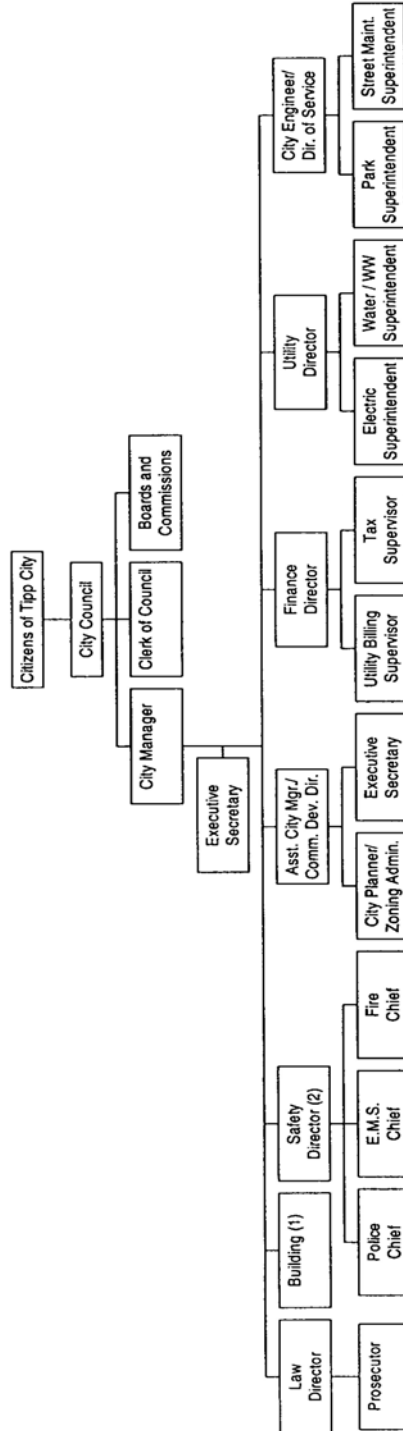 Citizens of Tipp City
City Council
City Manager
Clerk of Council
Boards and
Commissions
Executive
Secretary
Law
Director
Building (1)
Safety
Director (2)
Asst. City Mgr./
Comm. Dev. Dir.
Finance
Director
Utility
Director
City Engineer/
Dir. of Service
Prosecutor
Police
Chief
E.M.S.
Chief
Fire
Chief
City Planner/
Zoning Admin.
Executive
Secretary
Utility Billing
Supervisor
Tax
Supervisor
Electric
Superintendent
Water / WW
Superintendent
Park
Superintendent
Street Maint.
Superintendent